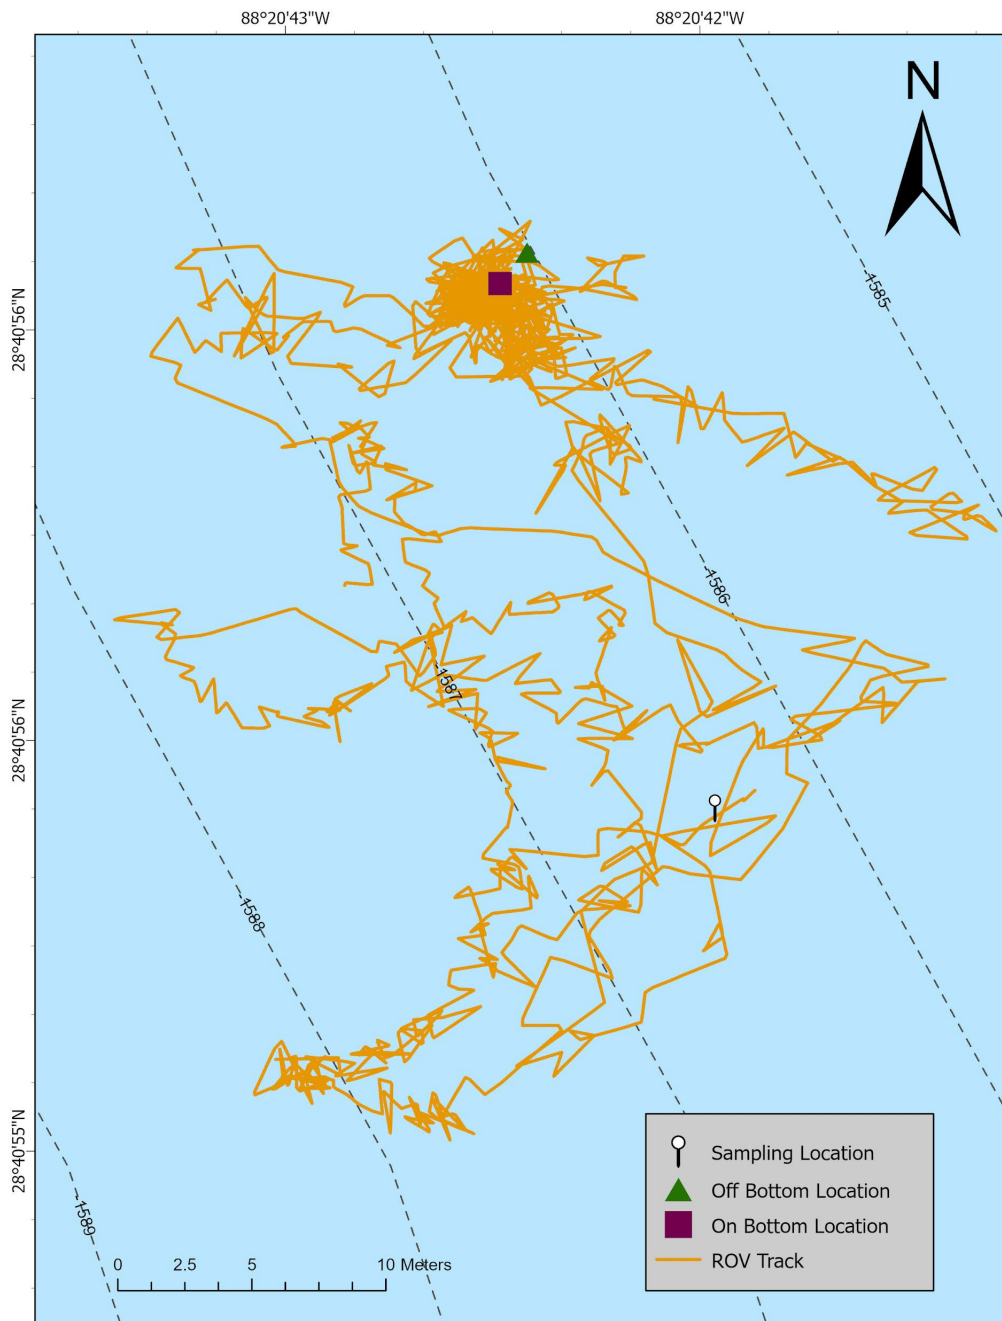 88°20'43"W
88°20'42"W
N
-1585
28°40'56"N
-1586
-1587
28°40'56"N
-1588
28°40'55"N
-1589
Sampling Location
Off Bottom Location
On Bottom Location
ROV Track
0 2.5 5 10 Meters